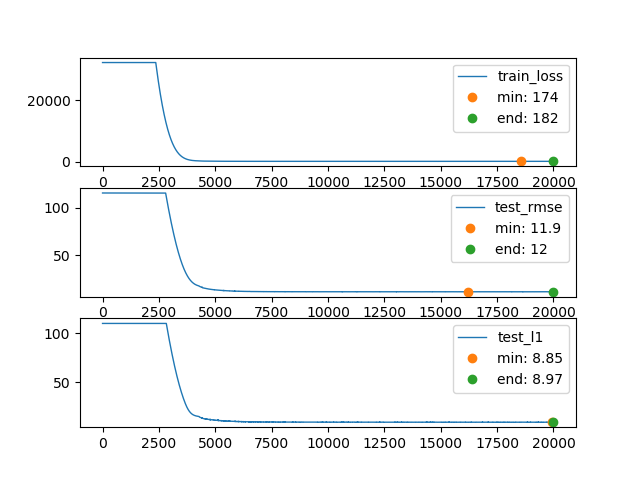 train_loss
min: 174
end: 182
20000
0
0 2500 5000 7500 10000 12500 15000 17500 20000
test_rmse
min: 11.9
end: 12
100
50
0 2500 5000 7500 10000 12500 15000 17500 20000
test_l1
min: 8.85
end: 8.97
100
50
0 2500 5000 7500 10000 12500 15000 17500 20000